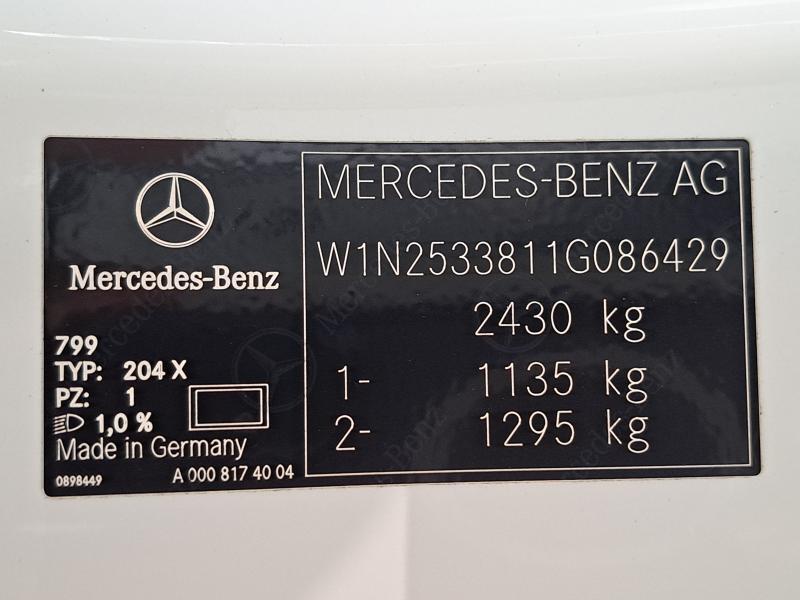 Mercedes-Benz
799
TYP: 204 X
PZ: 1
1,0 %
Made in Germany
0898449 A 000 817 40 04
MERCEDES-BENZ AG
W1N2533811G086429
2430 kg
1- 1135 kg
2- 1295 kg